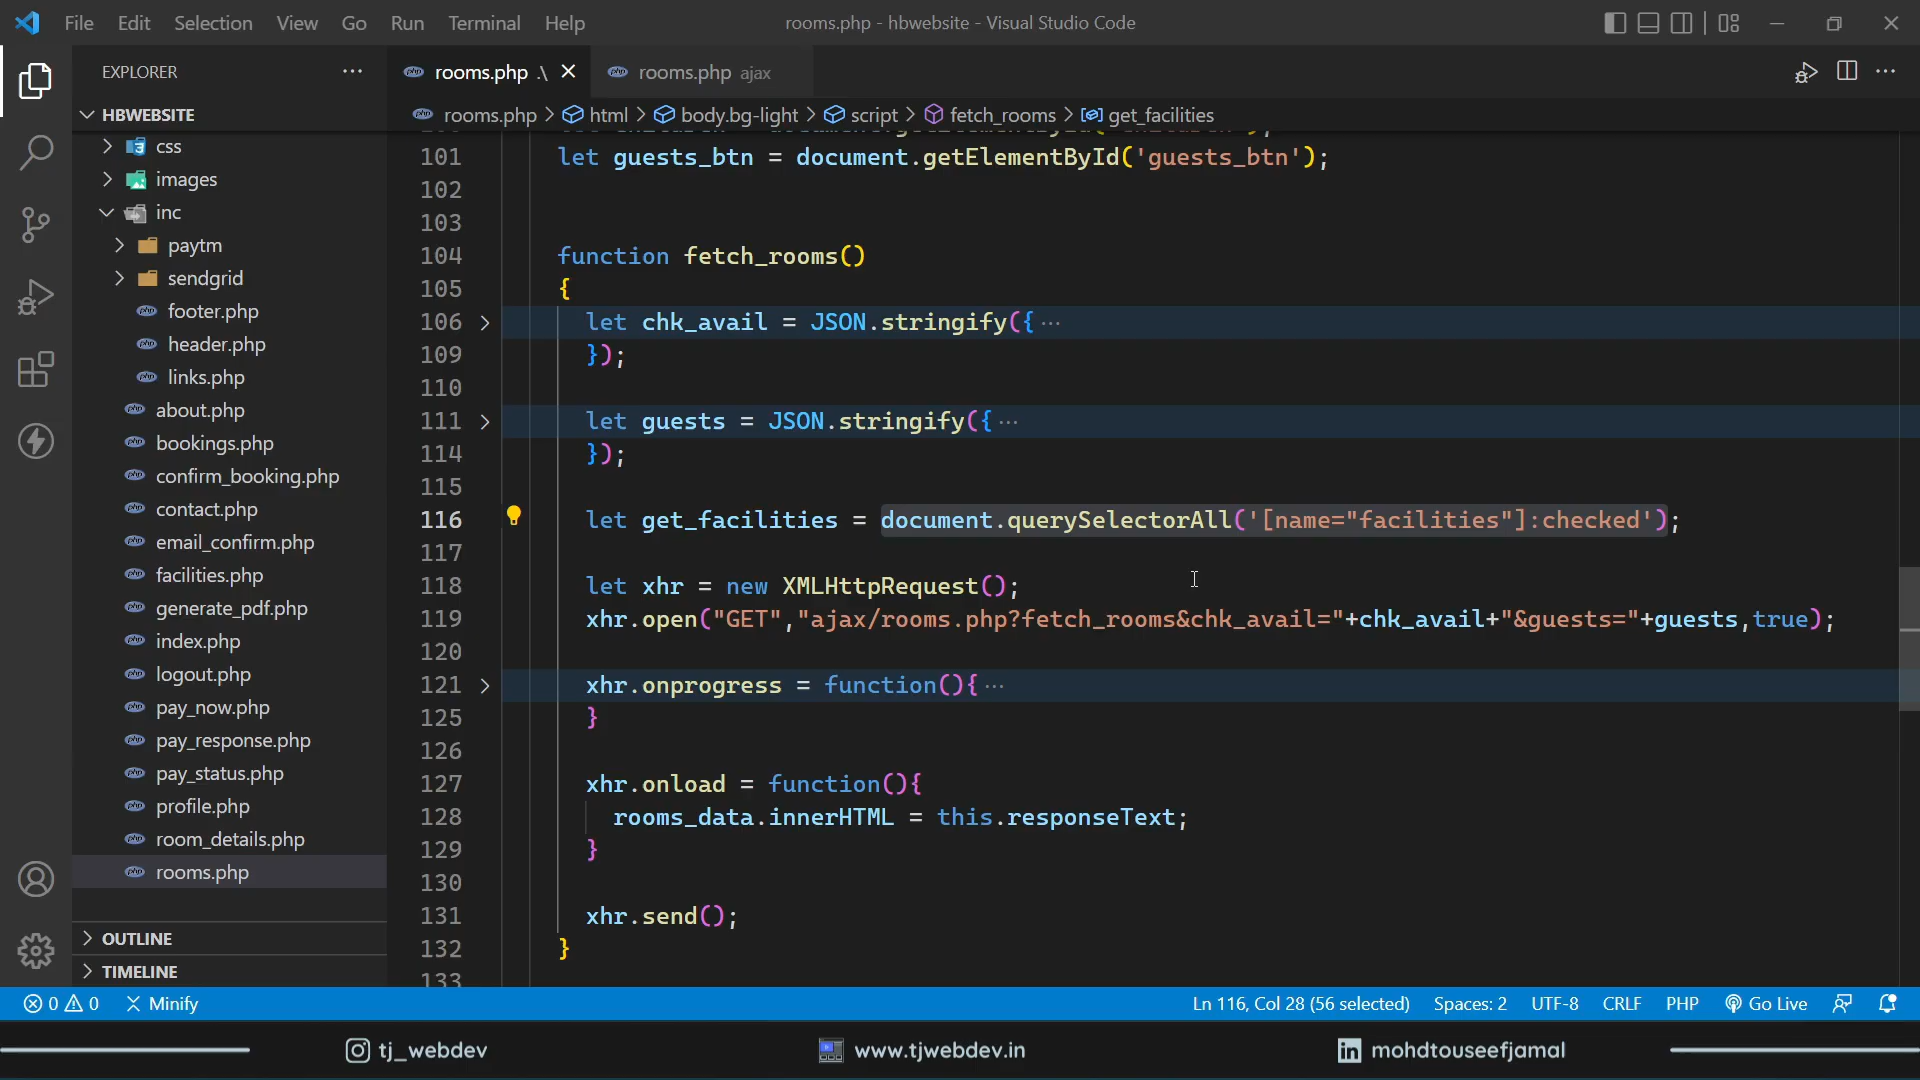 File Edit Selection View Go Run Terminal Help
rooms.php - hbwebsite - Visual Studio Code
EXPLORER
rooms.php .\
rooms.php ajax
HBWEBSITE
rooms.php > html > body.bg-light > script > fetch_rooms > get_facilities
css
images
inc
paytm
sendgrid
footer.php
header.php
links.php
about.php
bookings.php
confirm_booking.php
contact.php
email_confirm.php
facilities.php
generate_pdf.php
index.php
logout.php
pay_now.php
pay_response.php
pay_status.php
profile.php
room_details.php
rooms.php
OUTLINE
TIMELINE
101 let guests_btn = document.getElementById('guests_btn');
102
103
104 function fetch_rooms()
105 {
106 let chk_avail = JSON.stringify({ ...
109 });
110
111 let guests = JSON.stringify({ ...
114 });
115
116 let get_facilities = document.querySelectorAll('[name="facilities"]:checked');
117
118 let xhr = new XMLHttpRequest();
119 xhr.open("GET","ajax/rooms.php?fetch_rooms&chk_avail="+chk_avail+"&guests="+guests,true);
120
121 xhr.onprogress = function(){ ...
125 }
126
127 xhr.onload = function(){
128 rooms_data.innerHTML = this.responseText;
129 }
130
131 xhr.send();
132 }
133
0 0 Minify
Ln 116, Col 28 (56 selected) Spaces: 2 UTF-8 CRLF PHP Go Live
tj_webdev
www.tjwebdev.in
mohdtouseefjamal